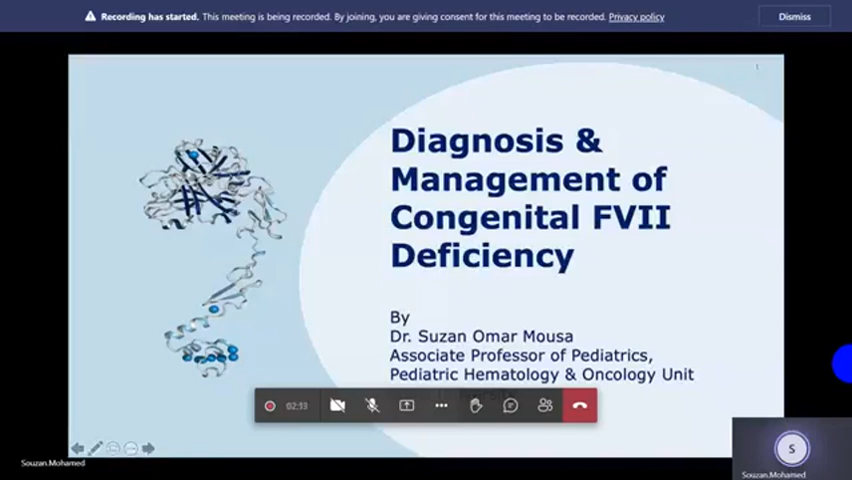 Recording has started. This meeting is being recorded. By joining, you are giving consent for this meeting to be recorded. Privacy policy
Dismiss
1
Diagnosis &
Management of
Congenital FVII
Deficiency
By
Dr. Suzan Omar Mousa
Associate Professor of Pediatrics,
Pediatric Hematology & Oncology Unit
02:33
S
Souzan.Mohamed
Souzan.Mohamed